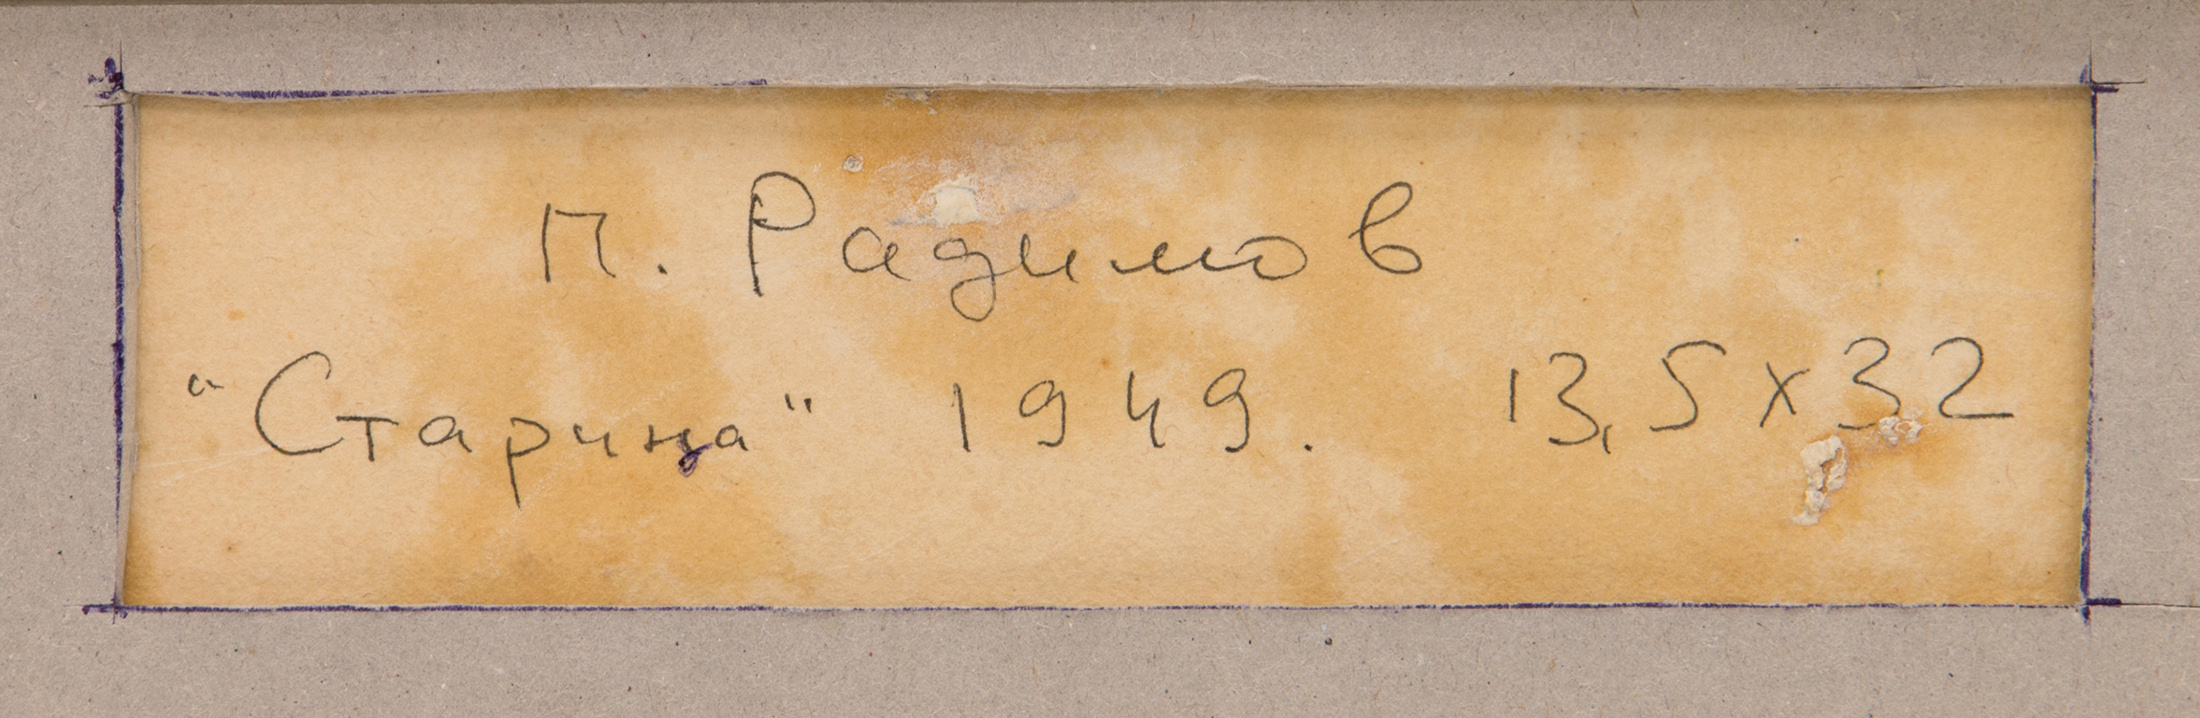 П. Радимов
"Старина" 1949. 13,5х32